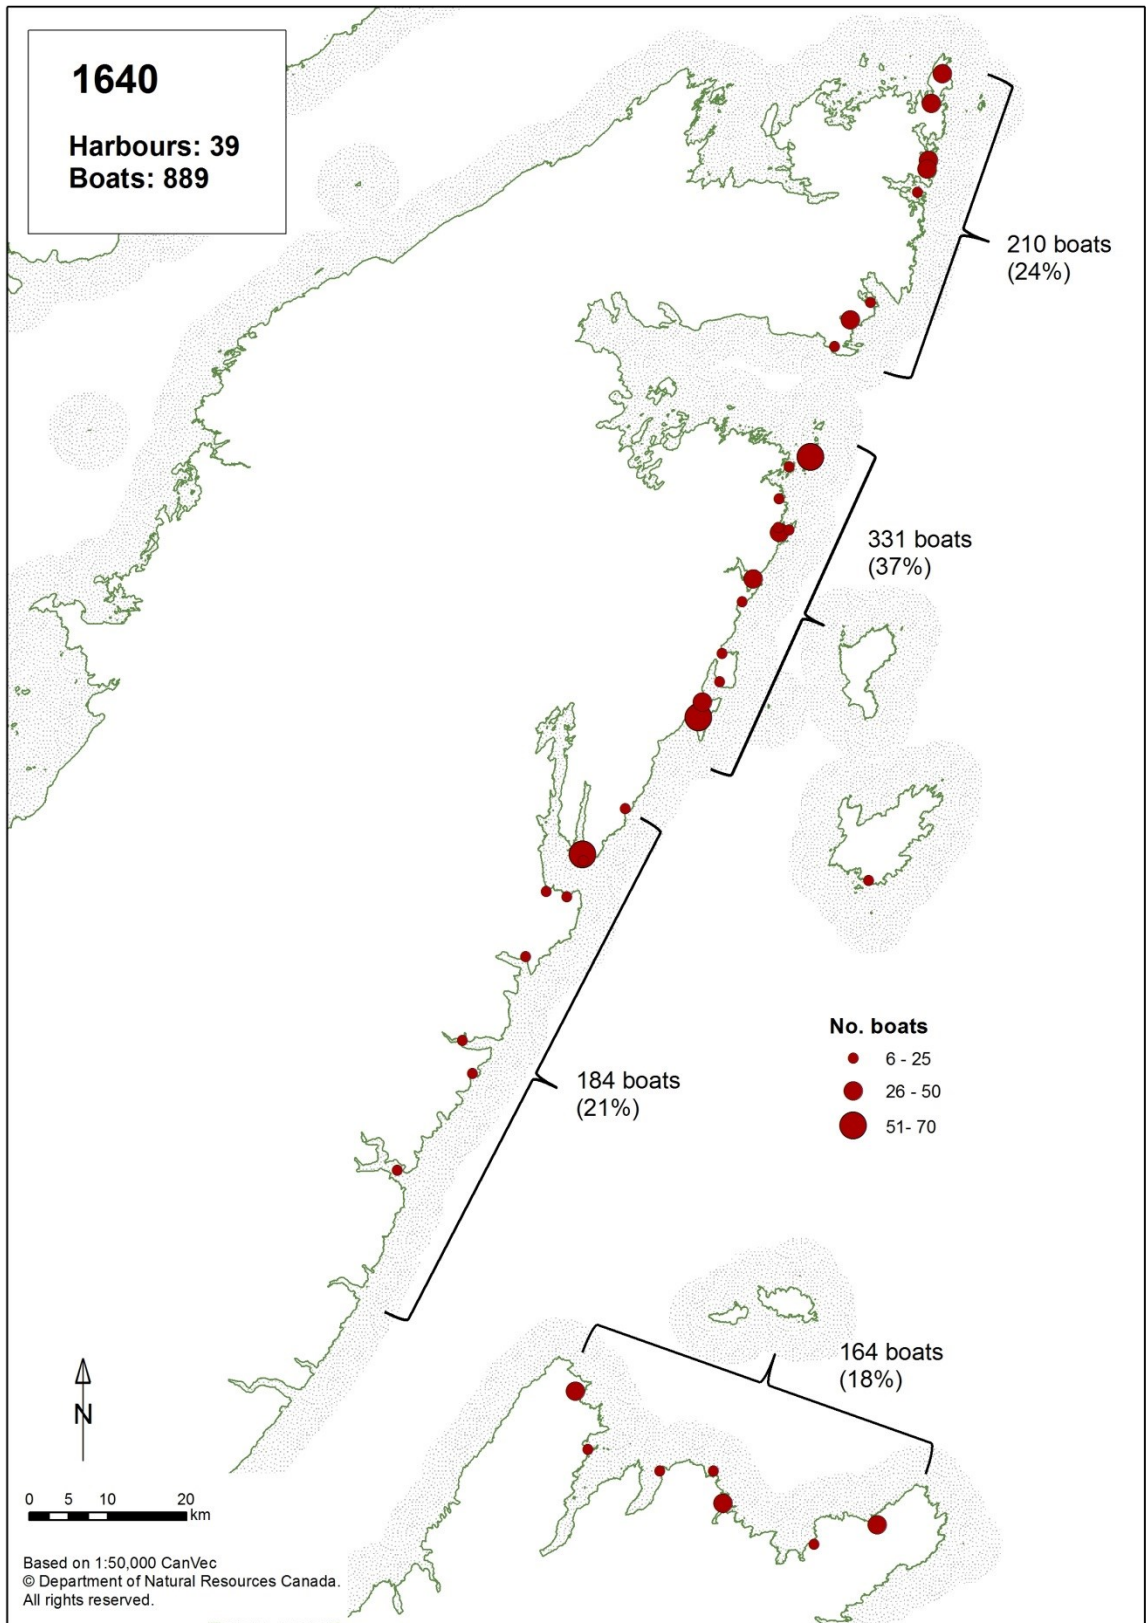 1640
Harbours: 39
Boats: 889
210 boats
(24%)
331 boats
(37%)
184 boats
(21%)
No. boats
6 - 25
26 - 50
51- 70
164 boats
(18%)
N
0 5 10 20
km
Based on 1:50,000 CanVec
© Department of Natural Resources Canada.
All rights reserved.